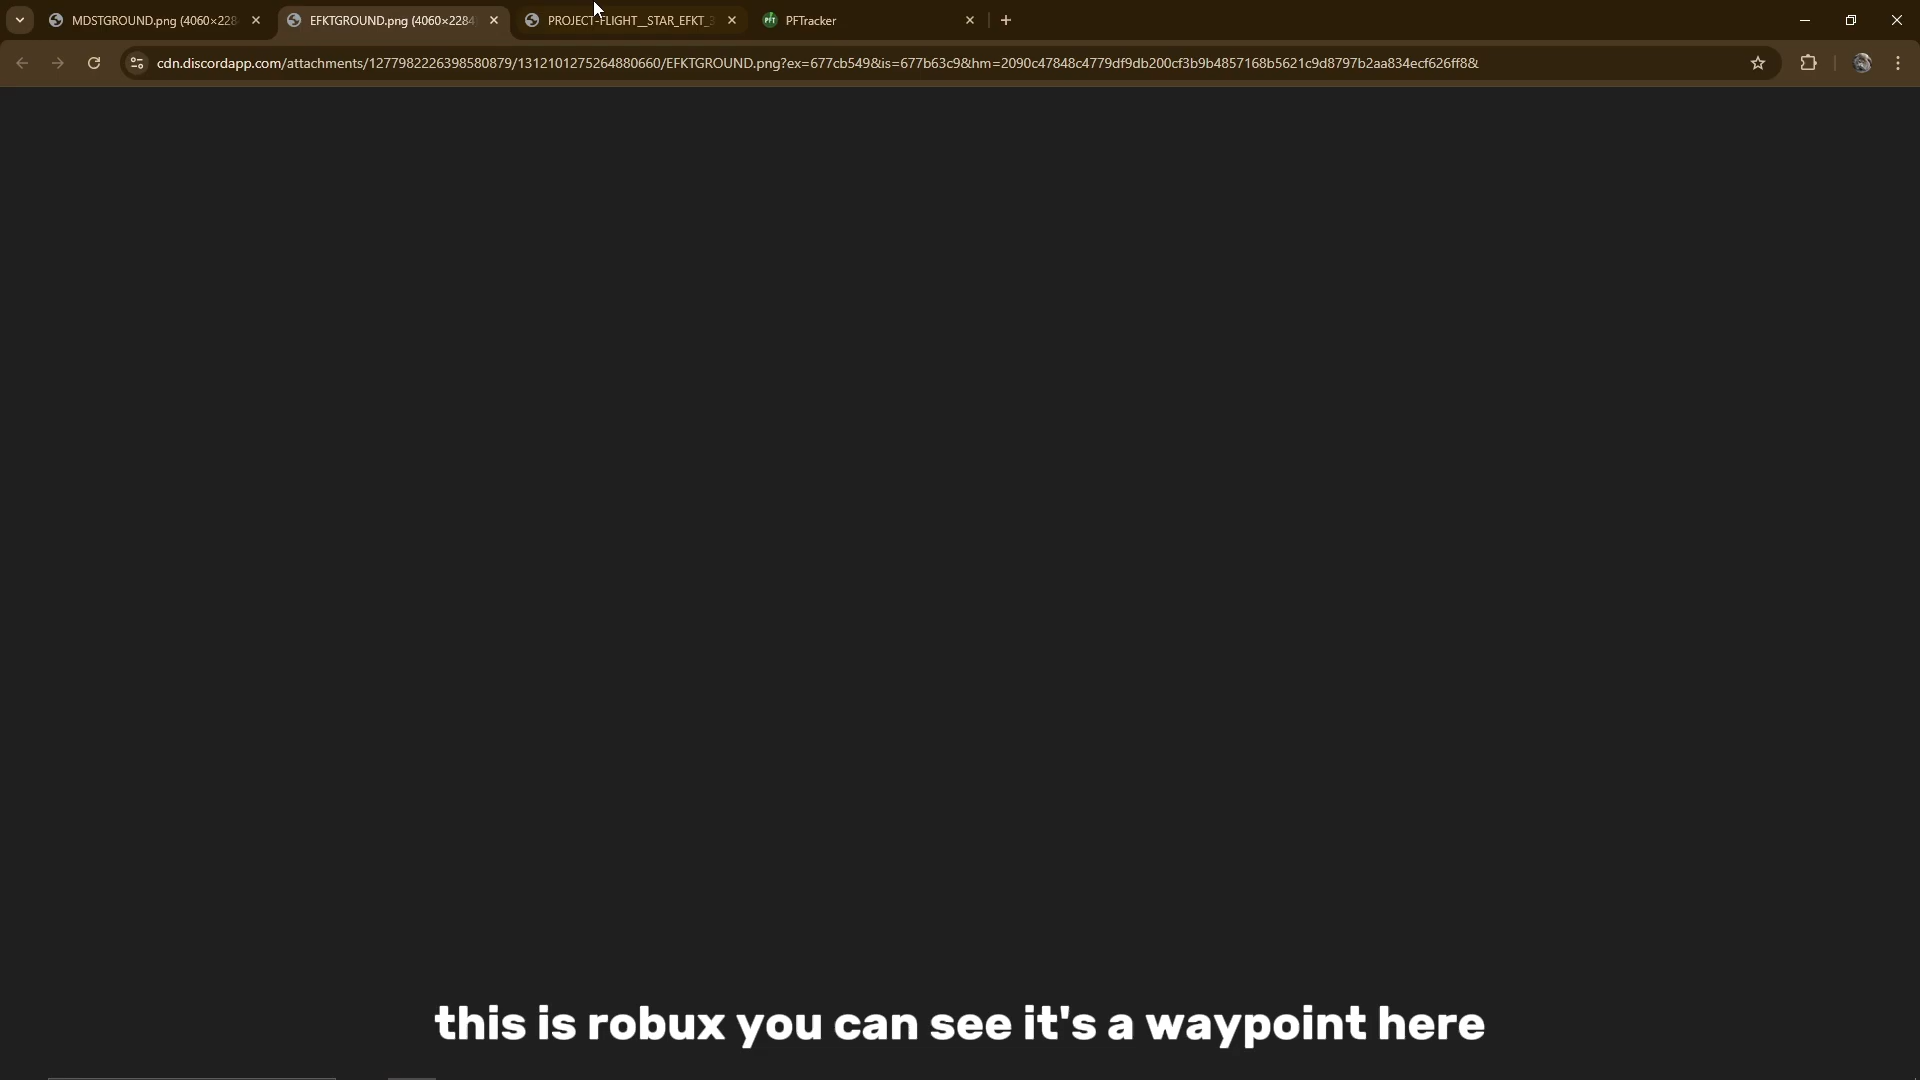 MDSTGROUND.png (4060×228
EFKTGROUND.png (4060×2284
PROJECT-FLIGHT__STAR_EFKT_
PFT
PFTracker
cdn.discordapp.com/attachments/1277982226398580879/1312101275264880660/EFKTGROUND.png?ex=677cb549&is=677b63c9&hm=2090c47848c4779df9db200cf3b9b4857168b5621c9d8797b2aa834ecf626ff8&
this is robux you can see it's a waypoint here